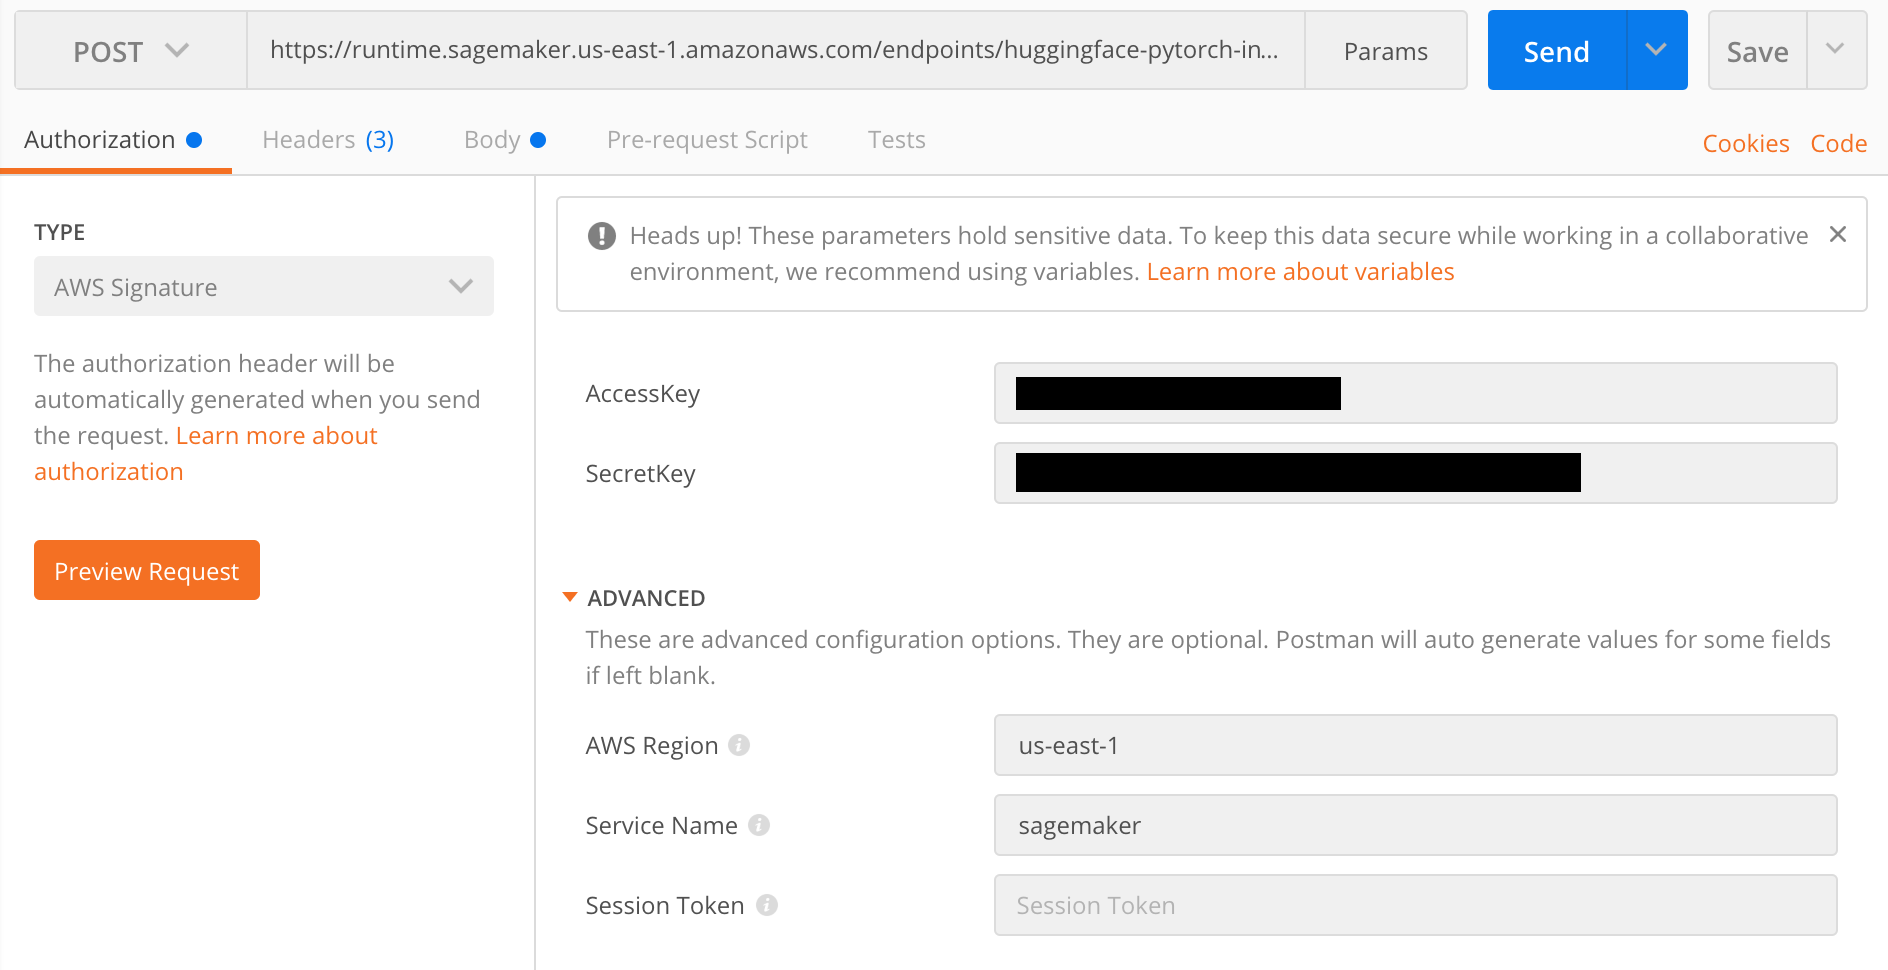 POST
https://runtime.sagemaker.us-east-1.amazonaws.com/endpoints/huggingface-pytorch-in...
Params
Send
Save
Authorization
Headers (3)
Body
Pre-request Script
Tests
Cookies
Code
TYPE
AWS Signature
The authorization header will be
automatically generated when you send
the request. Learn more about
authorization
Preview Request
Heads up! These parameters hold sensitive data. To keep this data secure while working in a collaborative
environment, we recommend using variables. Learn more about variables
AccessKey
SecretKey
ADVANCED
These are advanced configuration options. They are optional. Postman will auto generate values for some fields
if left blank.
AWS Region
us-east-1
Service Name
sagemaker
Session Token
Session Token